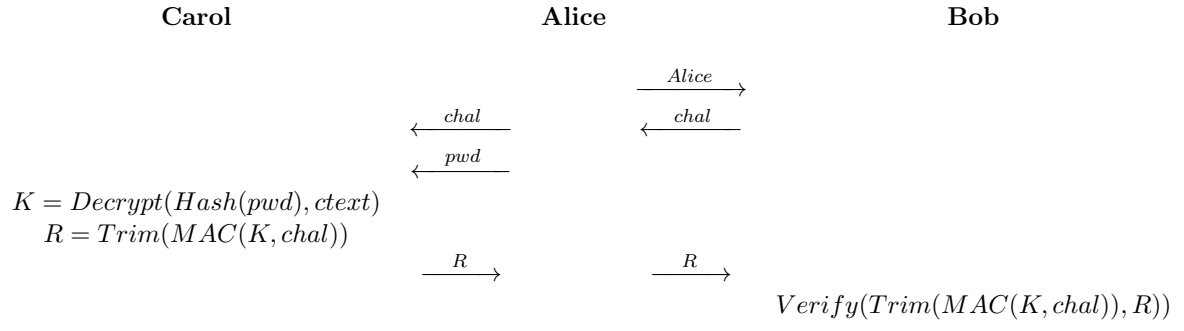 Carol Alice Bob
Alice
chal chal
pwd
K = Decrypt(Hash(pwd), ctext)
R = Trim(MAC(K, chal))
R R
Verify(Trim(MAC(K, chal)), R))